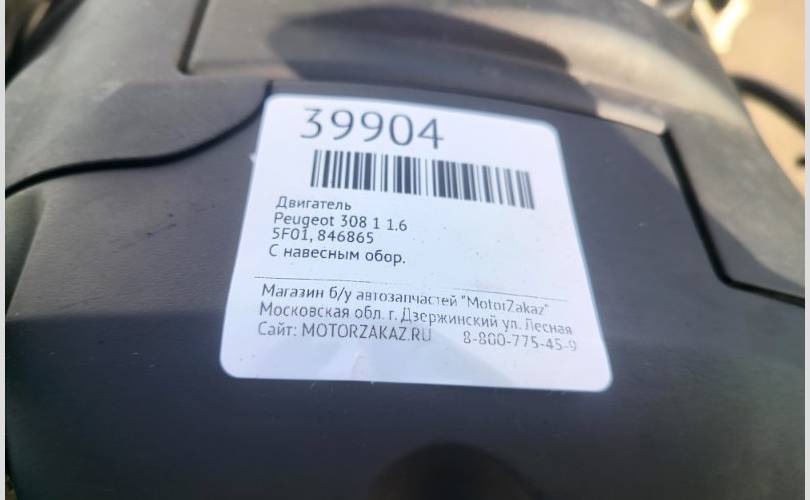 39904
Двигатель
Peugeot 308 1 1.6
5F01, 846865
С навесным обор.
Магазин б/у автозапчастей "MotorZakaz"
Московская обл. г. Дзержинский ул. Лесная
Сайт: MOTORZAKAZ.RU 8-800-775-45-9